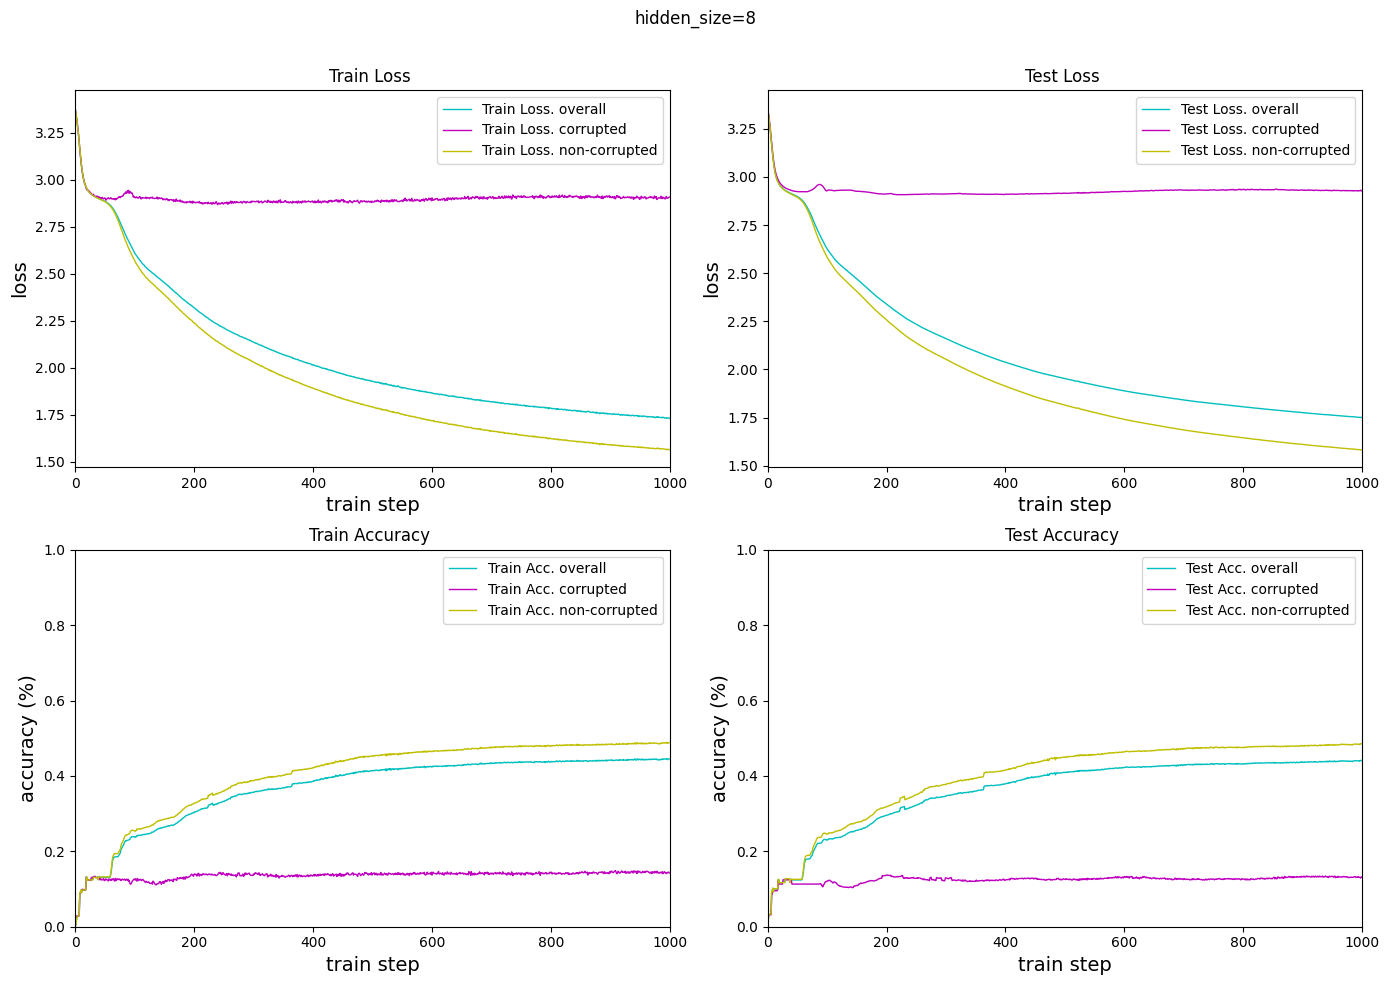 hidden_size=8
Train Loss
Train Loss. overall
Train Loss. corrupted
Train Loss. non-corrupted
3.25
3.00
2.75
2.50
2.25
2.00
1.75
1.50
loss
0 200 400 600 800 1000
train step
Test Loss
Test Loss. overall
Test Loss. corrupted
Test Loss. non-corrupted
3.25
3.00
2.75
2.50
2.25
2.00
1.75
1.50
loss
0 200 400 600 800 1000
train step
Train Accuracy
Train Acc. overall
Train Acc. corrupted
Train Acc. non-corrupted
1.0
0.8
0.6
0.4
0.2
0.0
accuracy (%)
0 200 400 600 800 1000
train step
Test Accuracy
Test Acc. overall
Test Acc. corrupted
Test Acc. non-corrupted
1.0
0.8
0.6
0.4
0.2
0.0
accuracy (%)
0 200 400 600 800 1000
train step